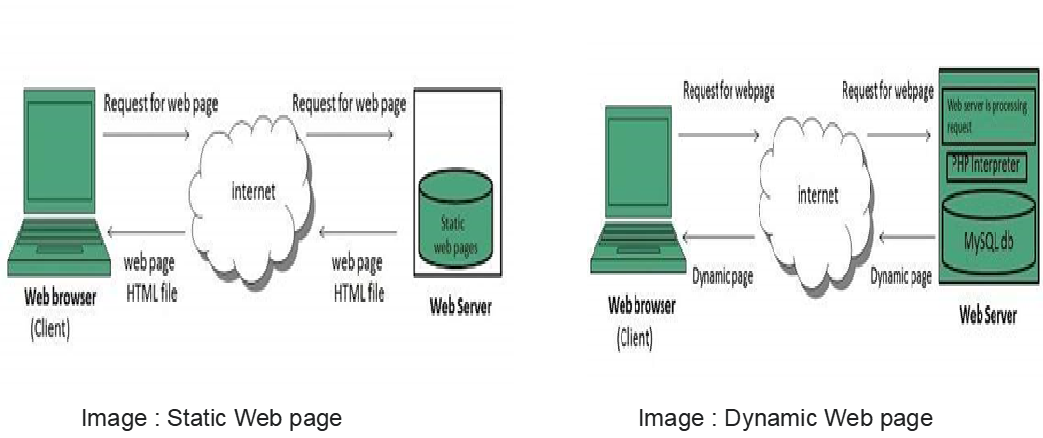 Request for web page
Request for web page
internet
Static
web pages
web page
HTML file
web page
HTML file
Web browser
(Client)
Web Server
Image : Static Web page
Request for webpage
Request for webpage
Web server is processing
request
PHP Interpreter
internet
MySQL db
Dynamic page
Dynamic page
Web browser
(Client)
Web Server
Image : Dynamic Web page